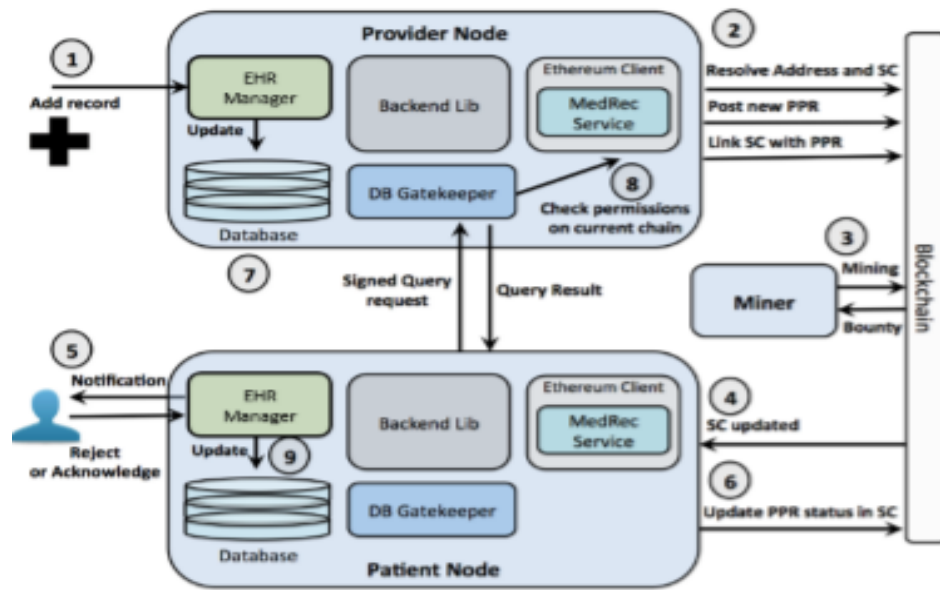 Provider Node
1
Add record
EHR
Manager
Update
Database
Backend Lib
DB Gatekeeper
Ethereum Client
MedRec
Service
8
Check permissions
on current chain
2
Resolve Address and SC
Post new PPR
Link SC with PPR
Blockchain
3
Mining
Miner
Bounty
7
Signed Query
request
Query Result
5
Notification
Reject
or Acknowledge
EHR
Manager
Update
9
Database
Backend Lib
DB Gatekeeper
Ethereum Client
MedRec
Service
4
SC updated
6
Update PPR status in SC
Patient Node